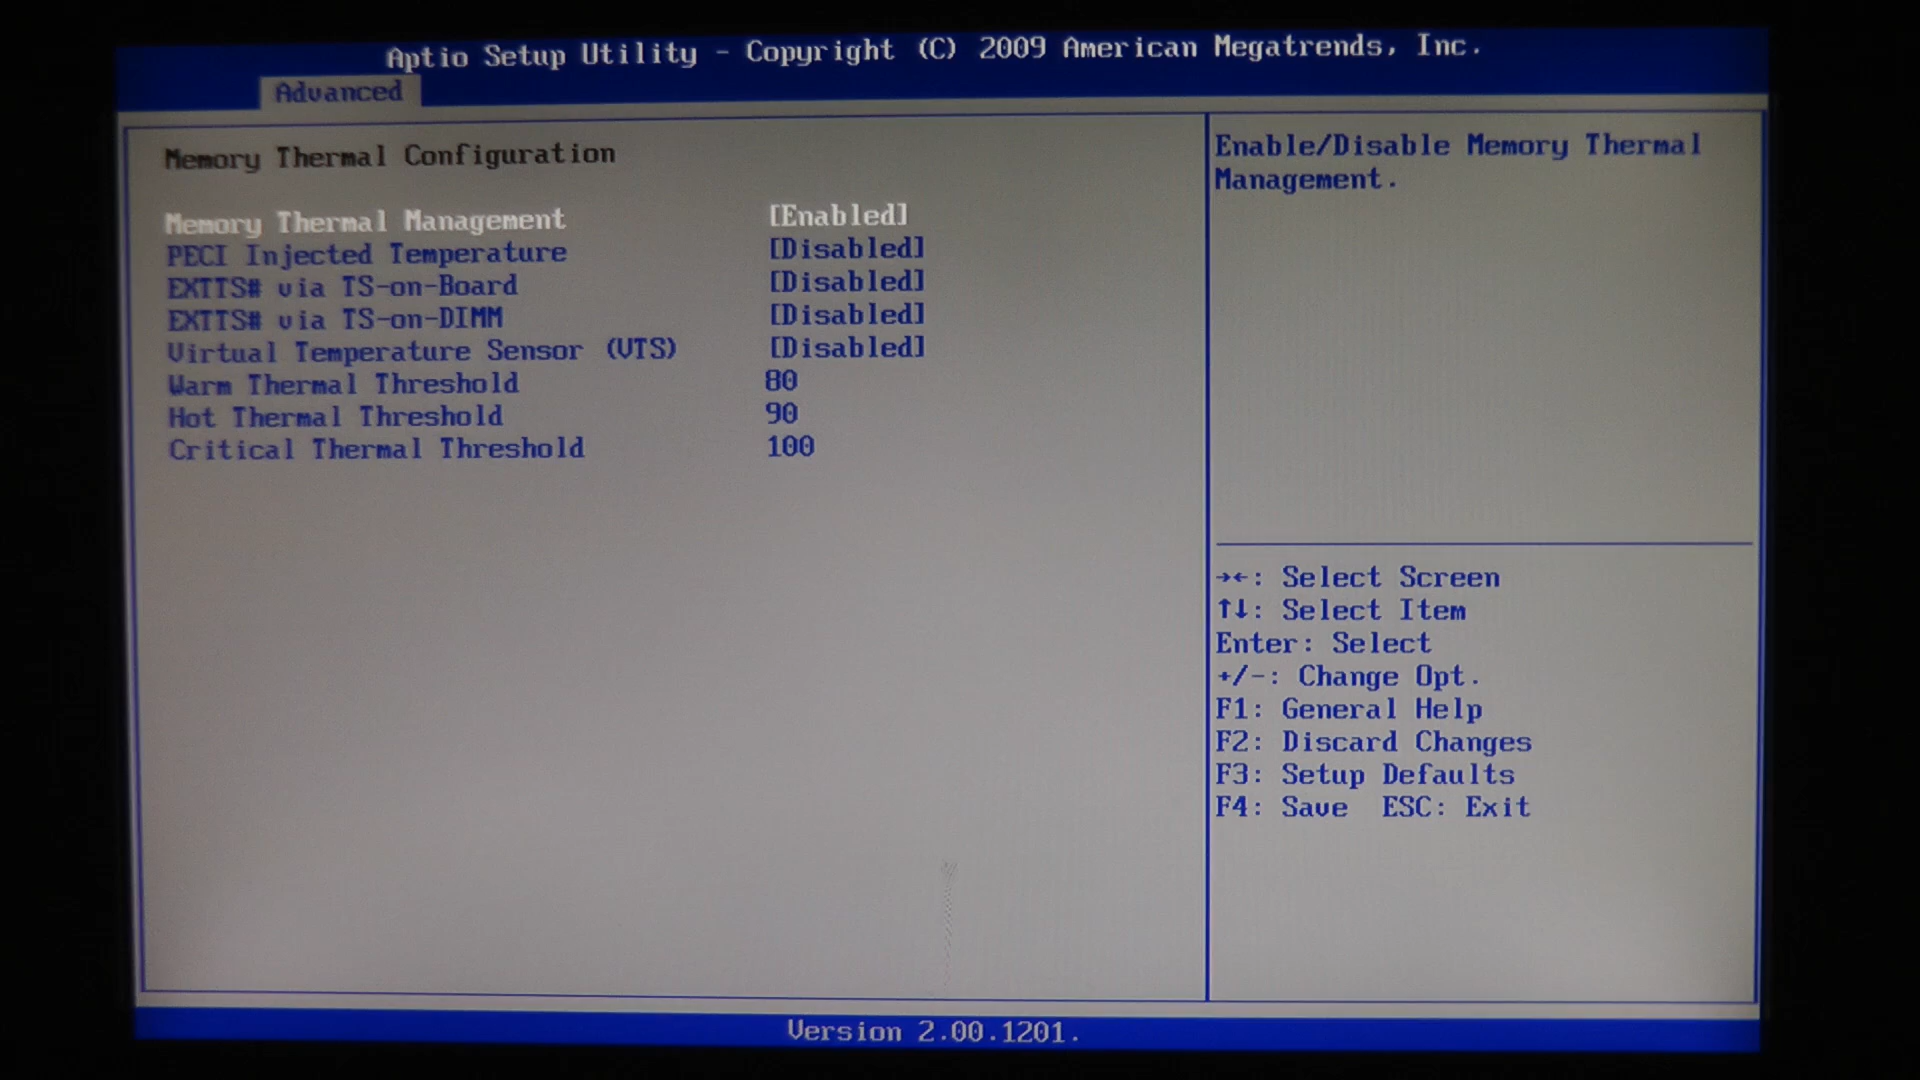 Aptio Setup Utility - Copyright (C) 2009 American Megatrends, Inc.
Advanced
Memory Thermal Configuration
Memory Thermal Management [Enabled]
PECI Injected Temperature [Disabled]
EXTTS# via TS-on-Board [Disabled]
EXTTS# via TS-on-DIMM [Disabled]
Virtual Temperature Sensor (VTS) [Disabled]
Warm Thermal Threshold 80
Hot Thermal Threshold 90
Critical Thermal Threshold 100
Enable/Disable Memory Thermal
Management.
→←: Select Screen
↑↓: Select Item
Enter: Select
+/-: Change Opt.
F1: General Help
F2: Discard Changes
F3: Setup Defaults
F4: Save ESC: Exit
Version 2.00.1201.